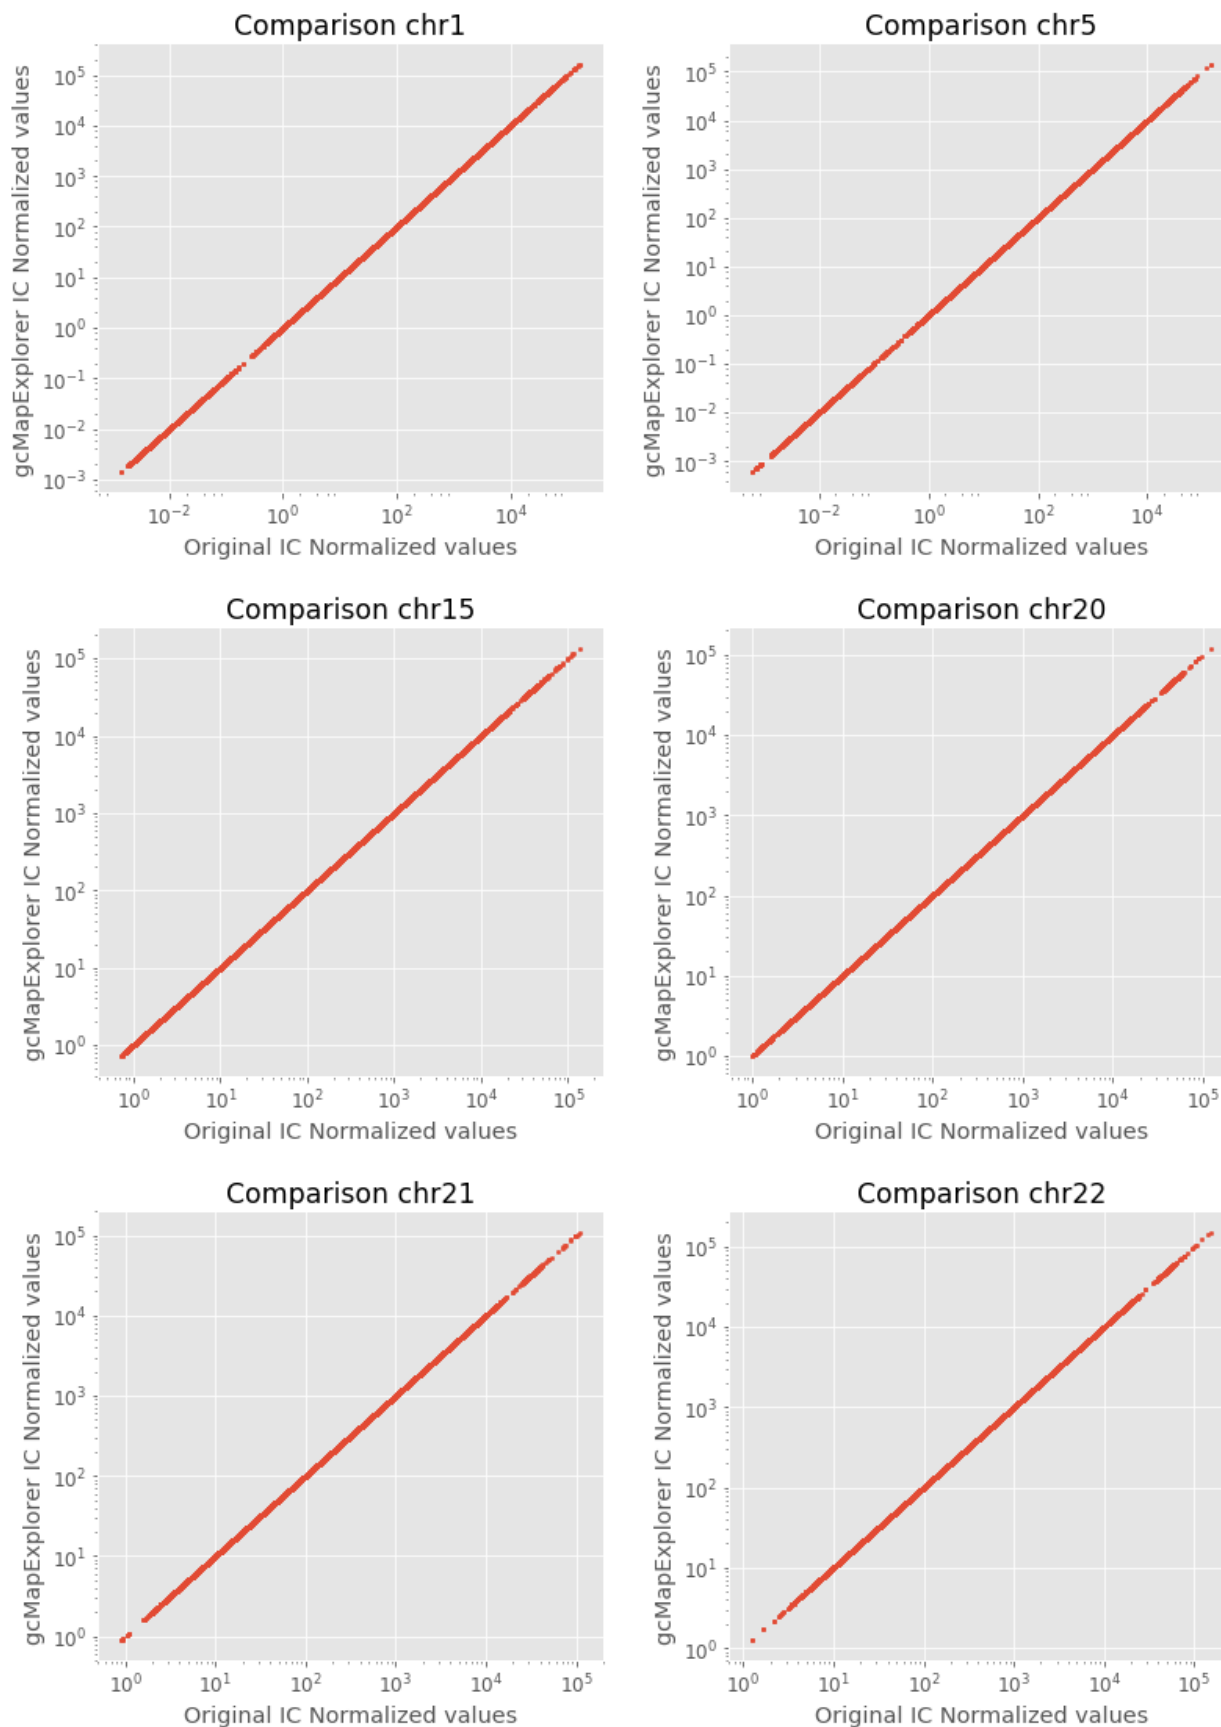 Comparison chr1
gcMapExplorer IC Normalized values
10^5
10^4
10^3
10^2
10^1
10^0
10^-1
10^-2
10^-3
10^-2 10^0 10^2 10^4
Original IC Normalized values
Comparison chr5
gcMapExplorer IC Normalized values
10^5
10^4
10^3
10^2
10^1
10^0
10^-1
10^-2
10^-3
10^-2 10^0 10^2 10^4
Original IC Normalized values
Comparison chr15
gcMapExplorer IC Normalized values
10^5
10^4
10^3
10^2
10^1
10^0
10^0 10^1 10^2 10^3 10^4 10^5
Original IC Normalized values
Comparison chr20
gcMapExplorer IC Normalized values
10^5
10^4
10^3
10^2
10^1
10^0
10^0 10^1 10^2 10^3 10^4 10^5
Original IC Normalized values
Comparison chr21
gcMapExplorer IC Normalized values
10^5
10^4
10^3
10^2
10^1
10^0
10^0 10^1 10^2 10^3 10^4 10^5
Original IC Normalized values
Comparison chr22
gcMapExplorer IC Normalized values
10^5
10^4
10^3
10^2
10^1
10^0
10^0 10^1 10^2 10^3 10^4 10^5
Original IC Normalized values